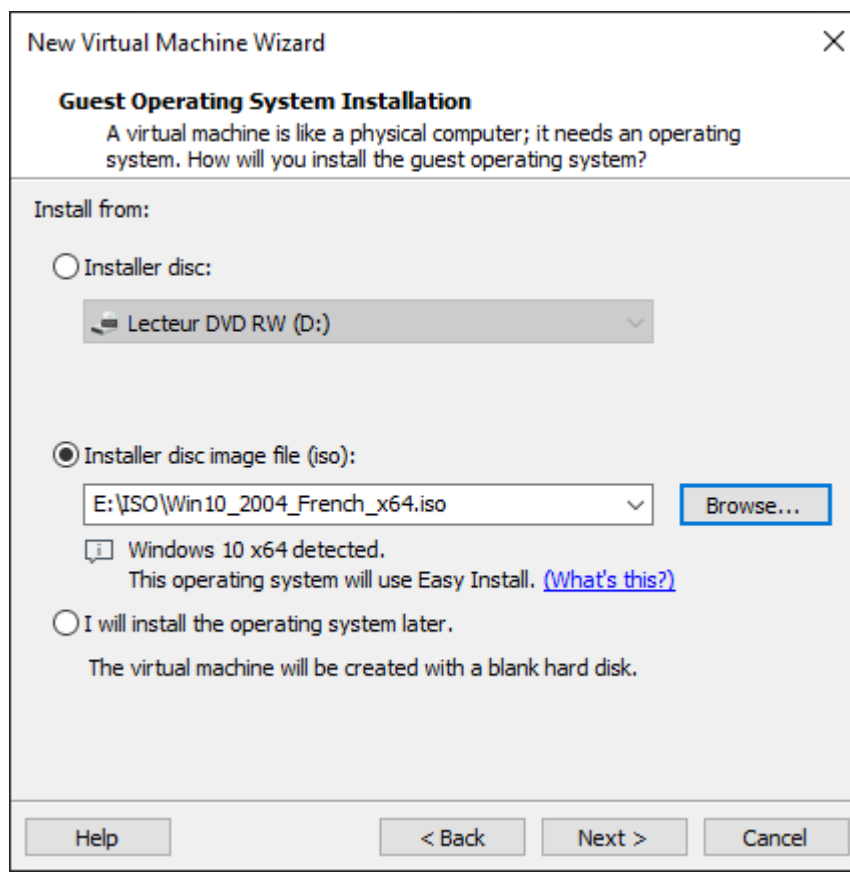 New Virtual Machine Wizard
Guest Operating System Installation
A virtual machine is like a physical computer; it needs an operating
system. How will you install the guest operating system?
Install from:
Installer disc:
Lecteur DVD RW (D:)
Installer disc image file (iso):
E:\ISO\Win10_2004_French_x64.iso
Browse...
Windows 10 x64 detected.
This operating system will use Easy Install. (What's this?)
I will install the operating system later.
The virtual machine will be created with a blank hard disk.
Help < Back Next > Cancel